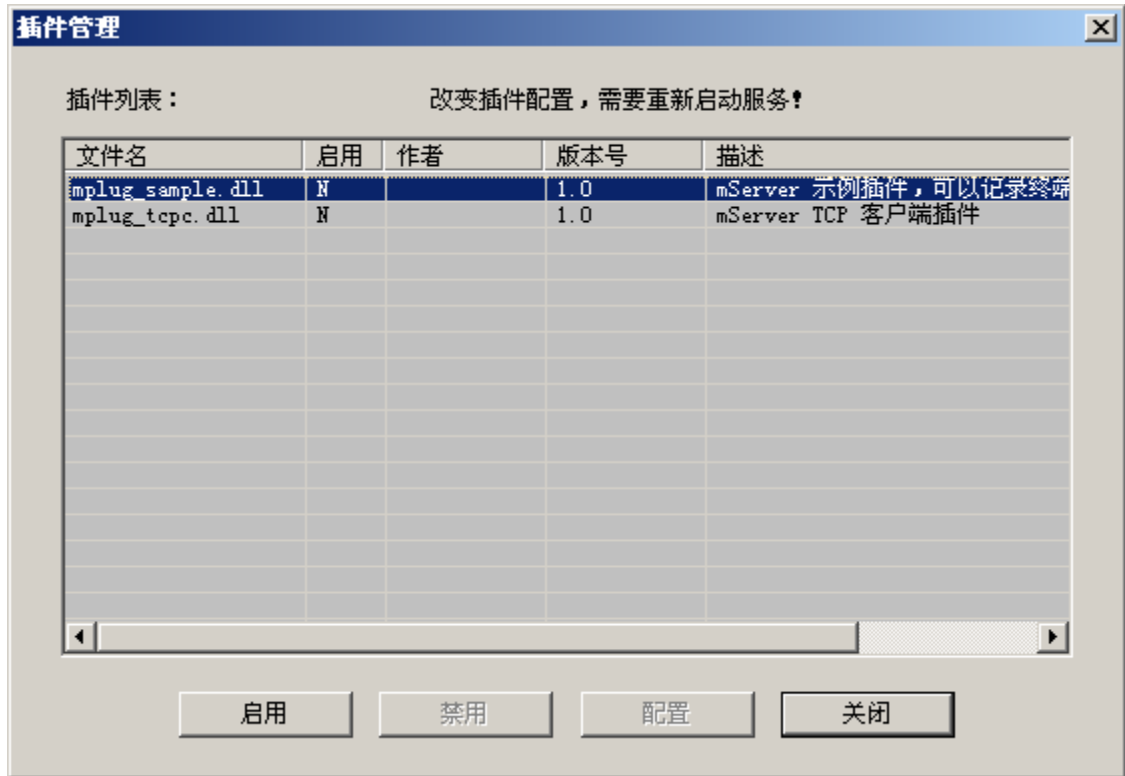 插件管理
插件列表： 改变插件配置，需要重新启动服务！
文件名 启用 作者 版本号 描述
mplug_sample.dll N 1.0 mServer 示例插件，可以记录终端
mplug_tcpc.dll N 1.0 mServer TCP 客户端插件
启用 禁用 配置 关闭